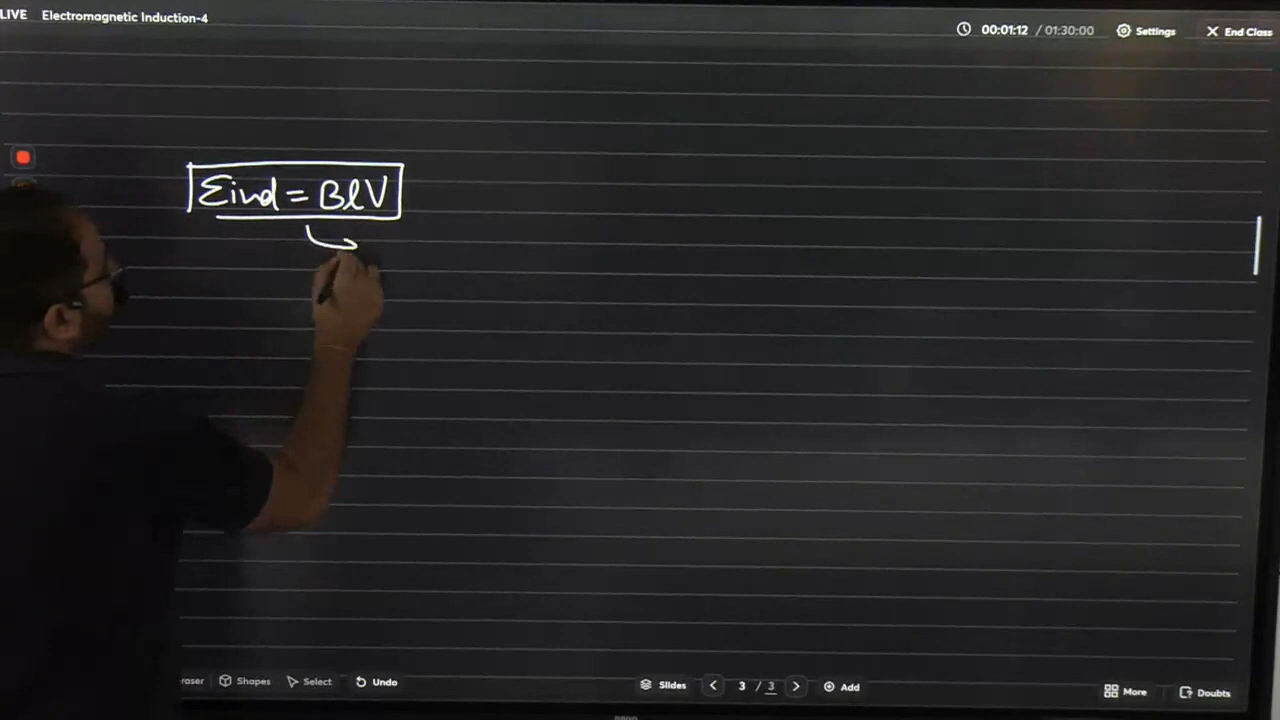 LIVE Electromagnetic Induction-4
00:01:12 / 01:30:00 Settings End Class
Ɛind = BlV
Shapes Select Undo
Slides 3 / 3 Add
More Doubts